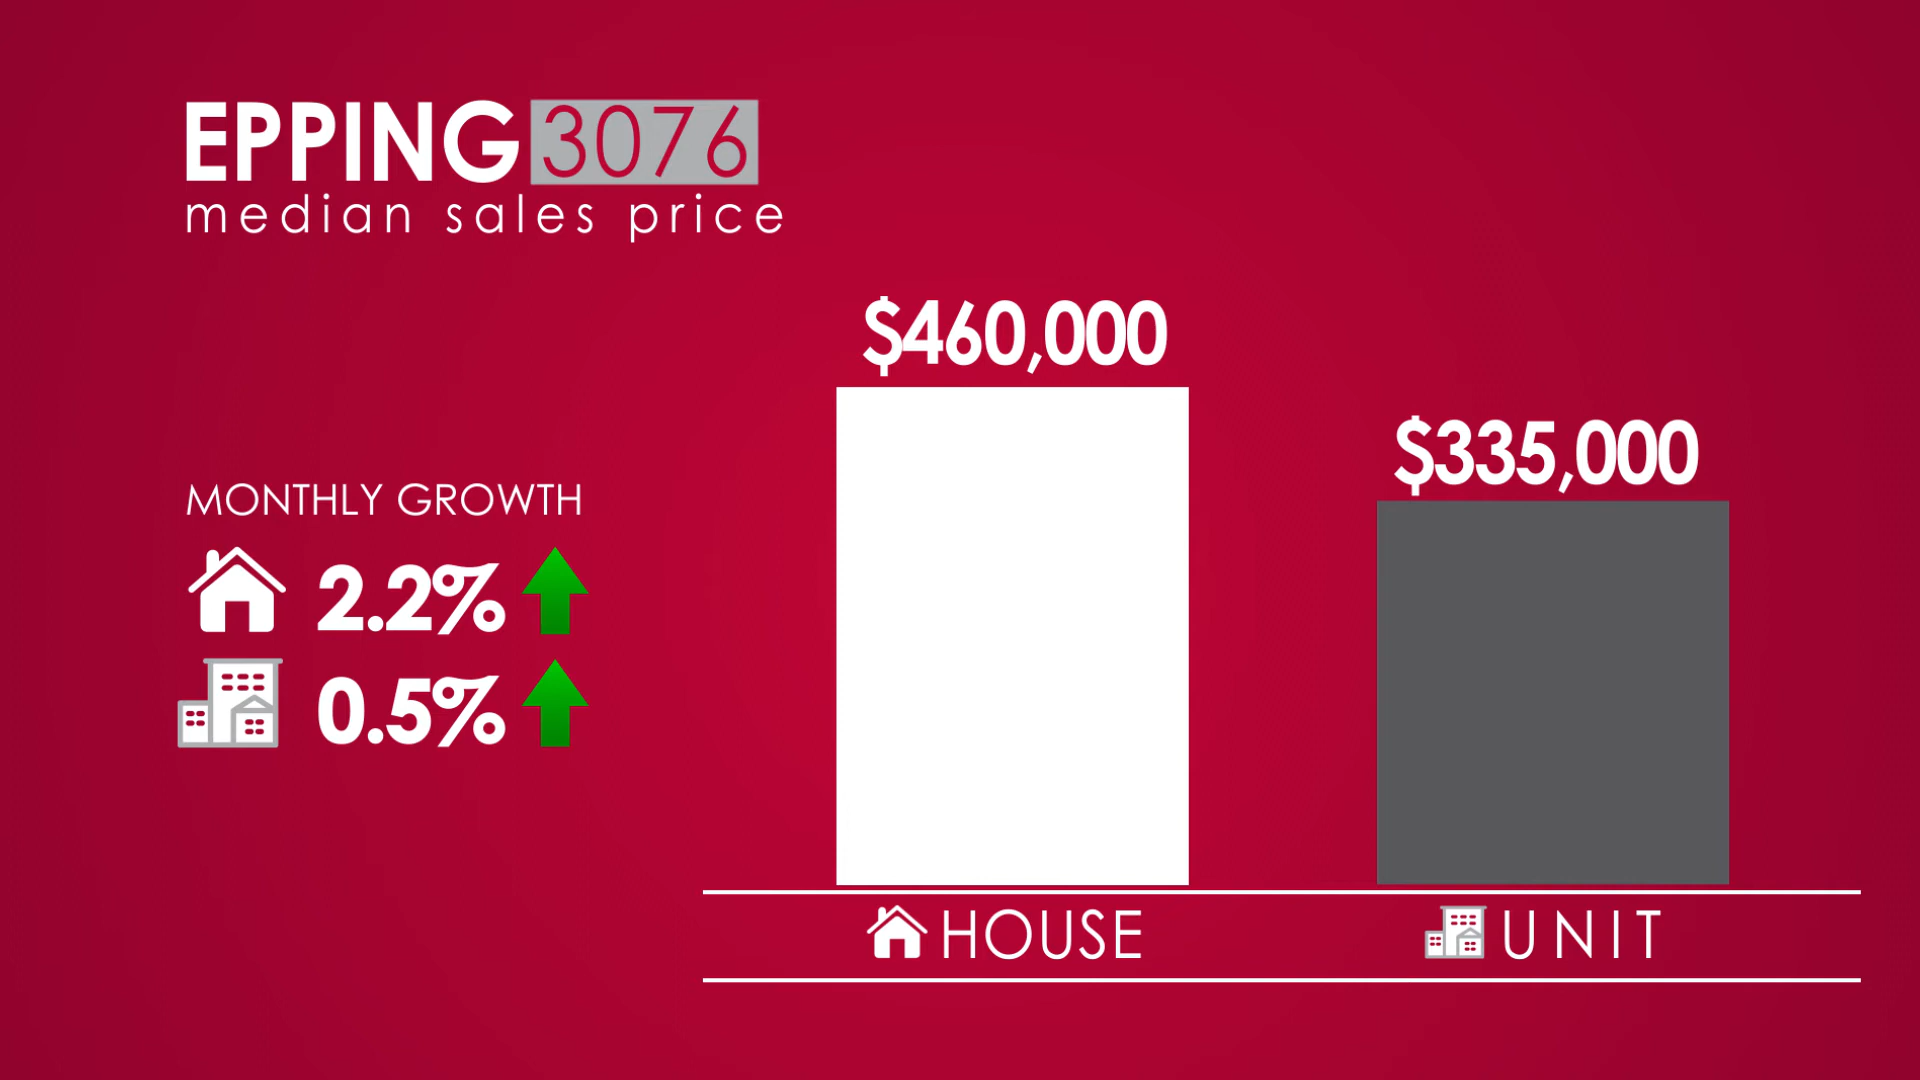 EPPING 3076
median sales price
$460,000
$335,000
MONTHLY GROWTH
2.2%
0.5%
HOUSE
UNIT